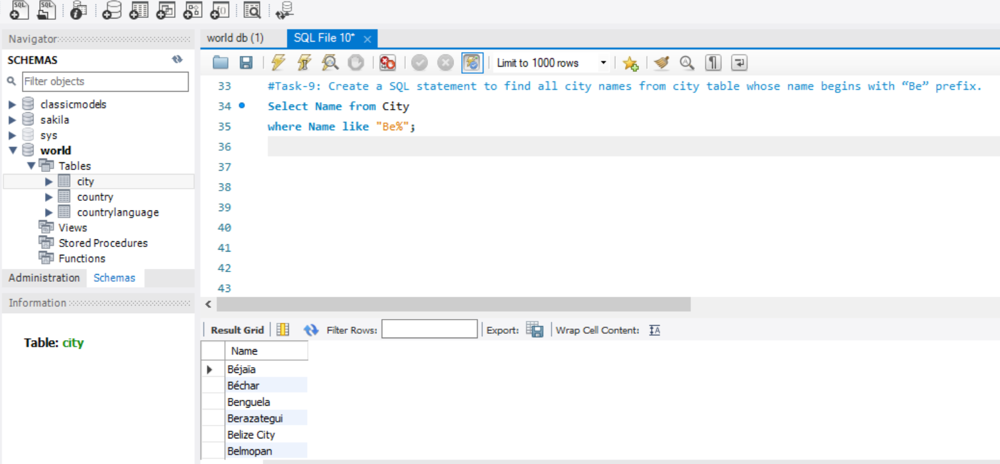 SQL SQL
Navigator
SCHEMAS
Filter objects
classicmodels
sakila
sys
world
Tables
city
country
countrylanguage
Views
Stored Procedures
Functions
Administration Schemas
Information
Table: city
world db (1) SQL File 10*
Limit to 1000 rows
33 #Task-9: Create a SQL statement to find all city names from city table whose name begins with “Be” prefix.
34 Select Name from City
35 where Name like "Be%";
36
37
38
39
40
41
42
43
Result Grid Filter Rows: Export: Wrap Cell Content: IA
Name
Béjaïa
Béchar
Benguela
Berazategui
Belize City
Belmopan